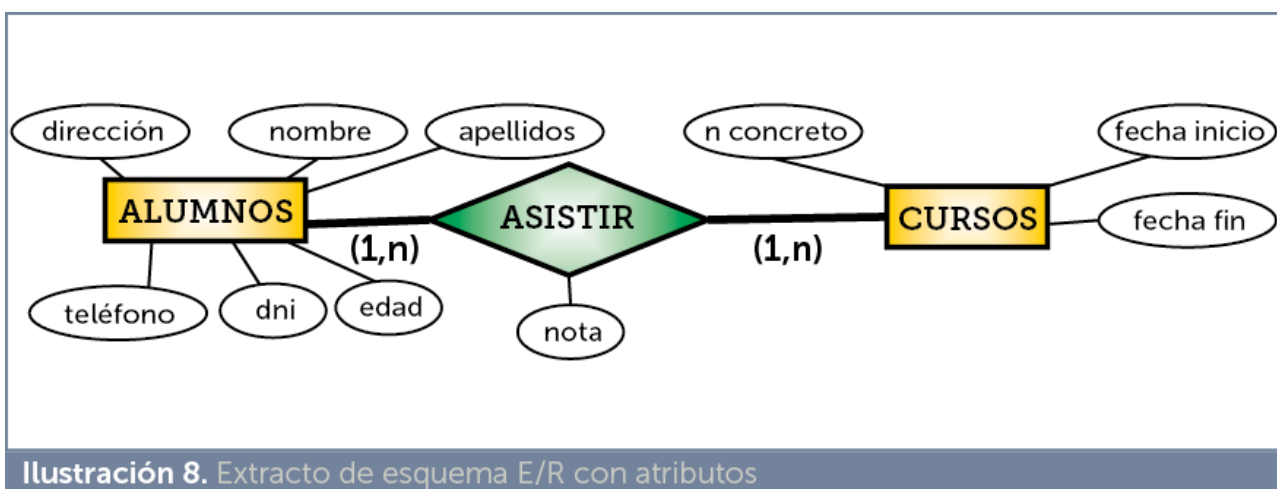 dirección
nombre
apellidos
n concreto
fecha inicio
ALUMNOS
ASISTIR
CURSOS
fecha fin
(1,n)
(1,n)
teléfono
dni
edad
nota
Ilustración 8. Extracto de esquema E/R con atributos